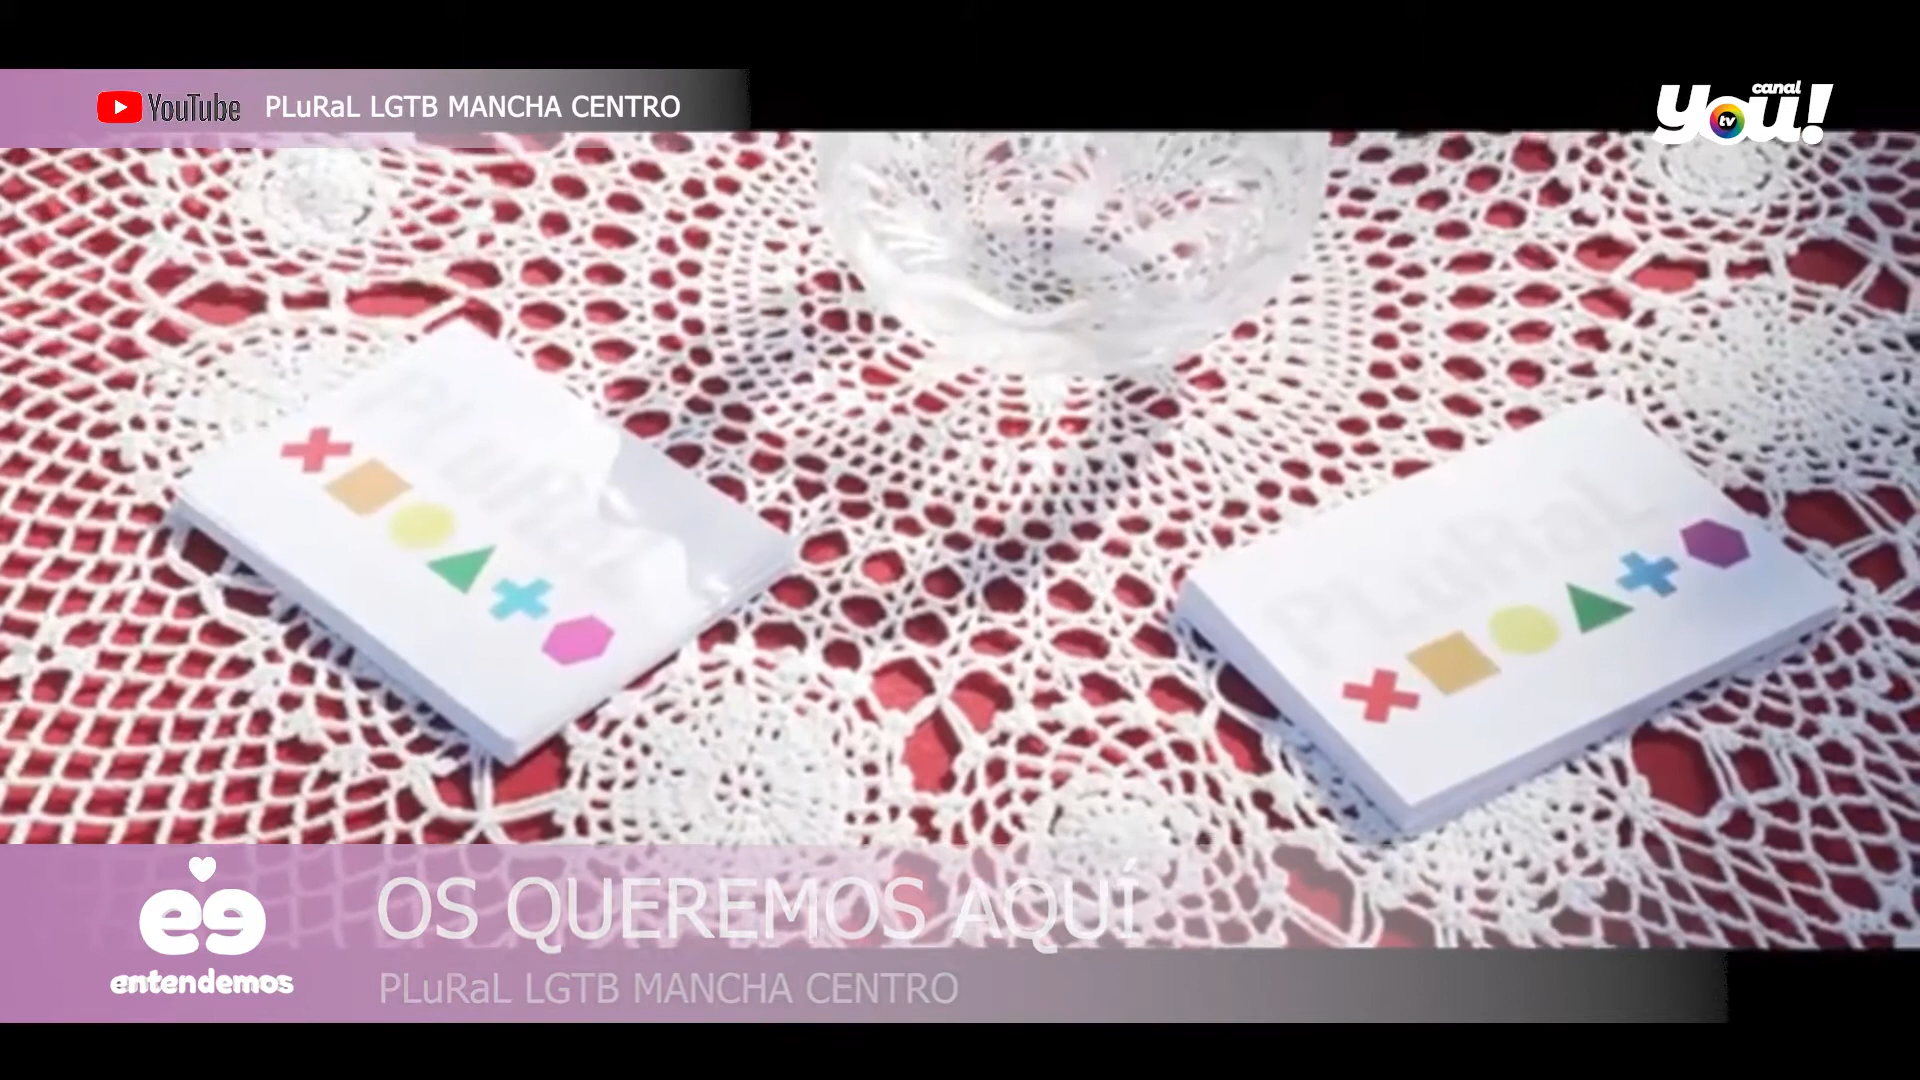 YouTube PLuRaL LGTB MANCHA CENTRO
canal
you!
tv
PLuRaL
PLuRaL
OS QUEREMOS AQUÍ
entendemos
PLuRaL LGTB MANCHA CENTRO